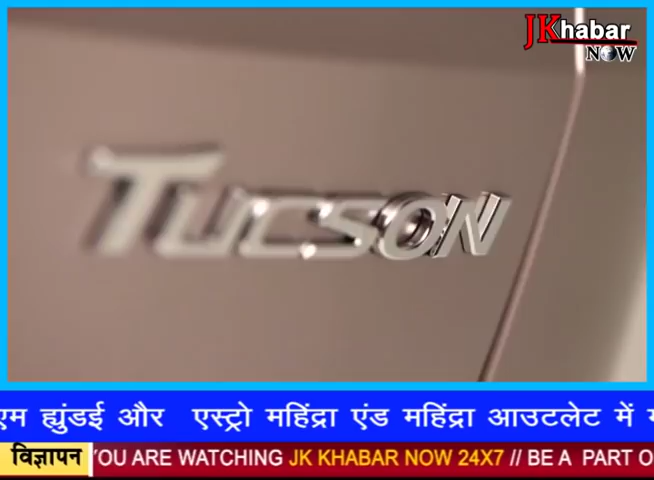 JKhabar
NOW
TUCSON
एम ह्युंडई और एस्ट्रो महिंद्रा एंड महिंद्रा आउटलेट में
विज्ञापन
YOU ARE WATCHING JK KHABAR NOW 24X7 // BE A PART O